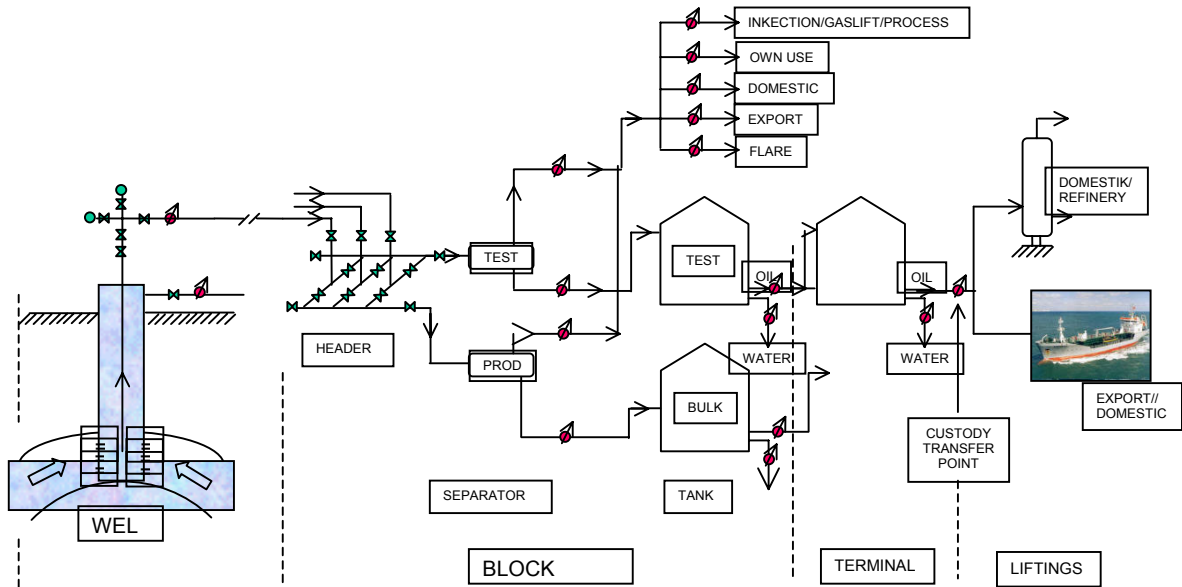 INKECTION/GASLIFT/PROCESS
OWN USE
DOMESTIC
EXPORT
FLARE
DOMESTIK/
REFINERY
TEST
TEST
OIL
OIL
HEADER
PROD
WATER
WATER
BULK
EXPORT//
DOMESTIC
CUSTODY
TRANSFER
POINT
SEPARATOR
TANK
WEL
BLOCK
TERMINAL
LIFTINGS